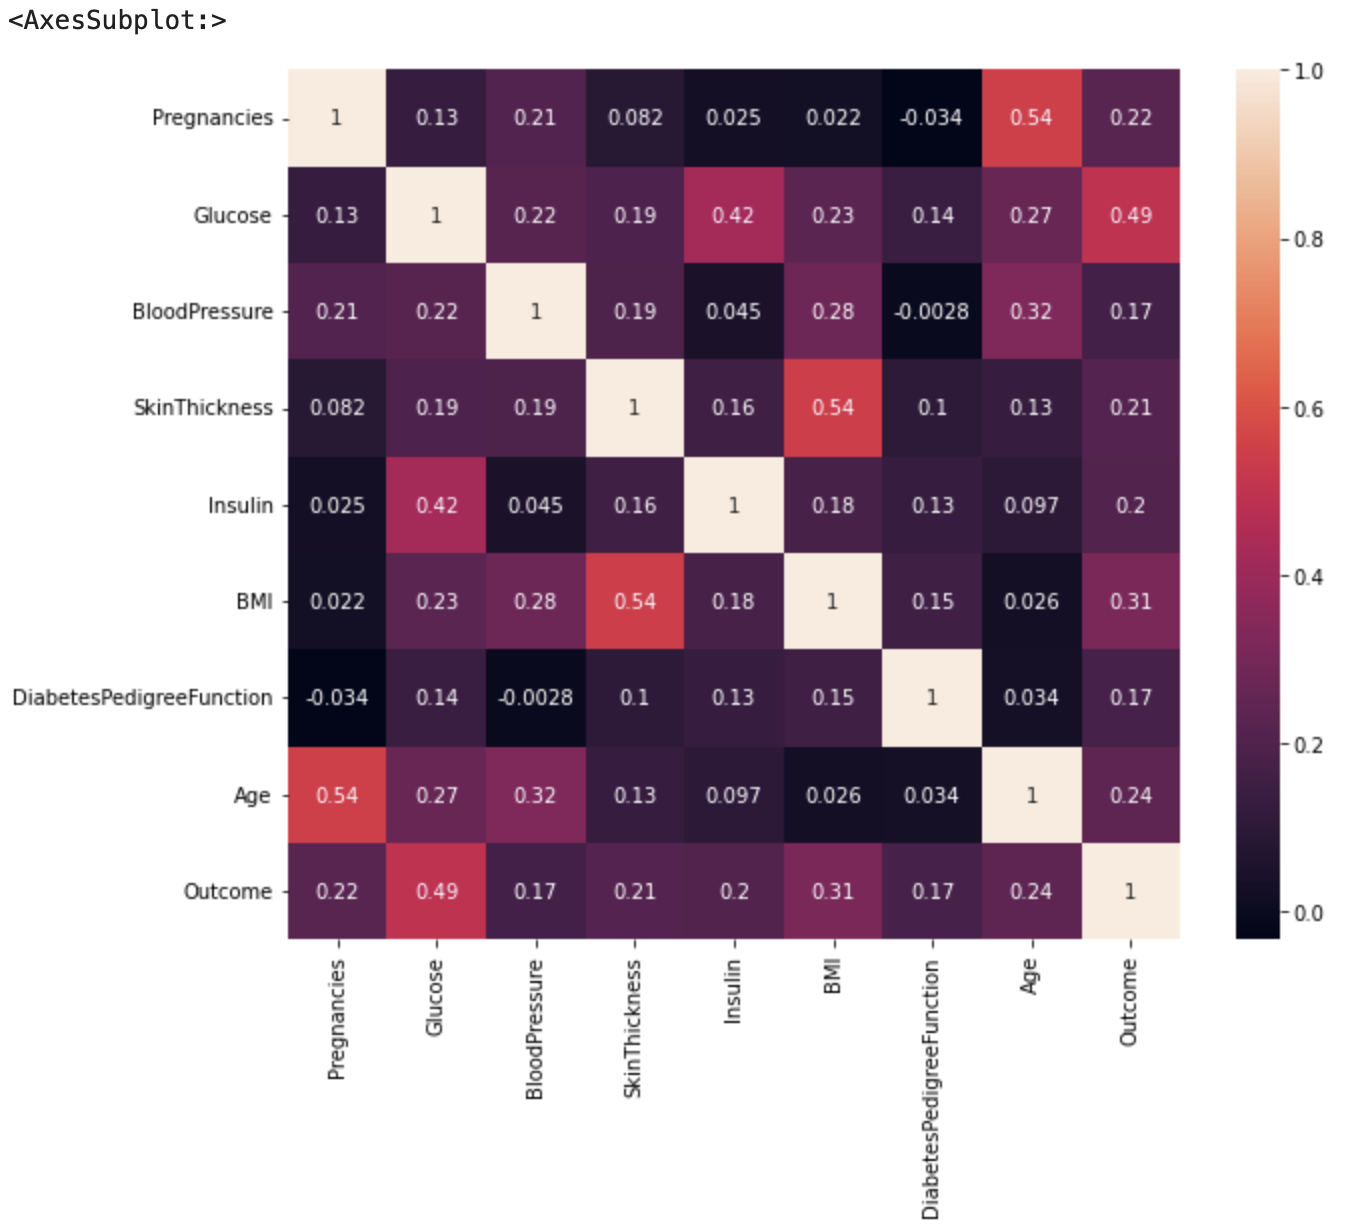 <AxesSubplot:>
1.0
Pregnancies 1 0.13 0.21 0.082 0.025 0.022 -0.034 0.54 0.22
Glucose 0.13 1 0.22 0.19 0.42 0.23 0.14 0.27 0.49
0.8
BloodPressure 0.21 0.22 1 0.19 0.045 0.28 -0.0028 0.32 0.17
SkinThickness 0.082 0.19 0.19 1 0.16 0.54 0.1 0.13 0.21
0.6
Insulin 0.025 0.42 0.045 0.16 1 0.18 0.13 0.097 0.2
0.4
BMI 0.022 0.23 0.28 0.54 0.18 1 0.15 0.026 0.31
DiabetesPedigreeFunction -0.034 0.14 -0.0028 0.1 0.13 0.15 1 0.034 0.17
0.2
Age 0.54 0.27 0.32 0.13 0.097 0.026 0.034 1 0.24
Outcome 0.22 0.49 0.17 0.21 0.2 0.31 0.17 0.24 1
0.0
Pregnancies
Glucose
BloodPressure
SkinThickness
Insulin
BMI
DiabetesPedigreeFunction
Age
Outcome